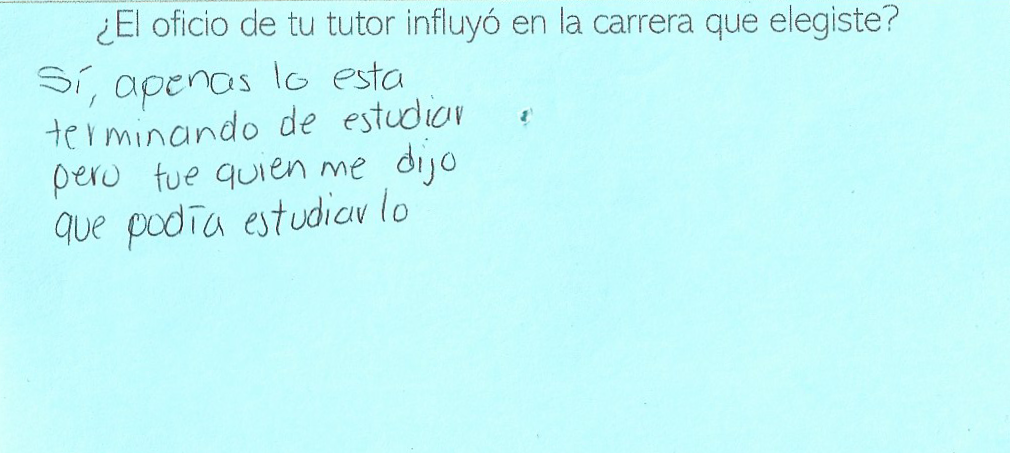 ¿El oficio de tu tutor influyó en la carrera que elegiste?
Sí, apenas lo esta
terminando de estudiar
pero fue quien me dijo
que podía estudiarlo